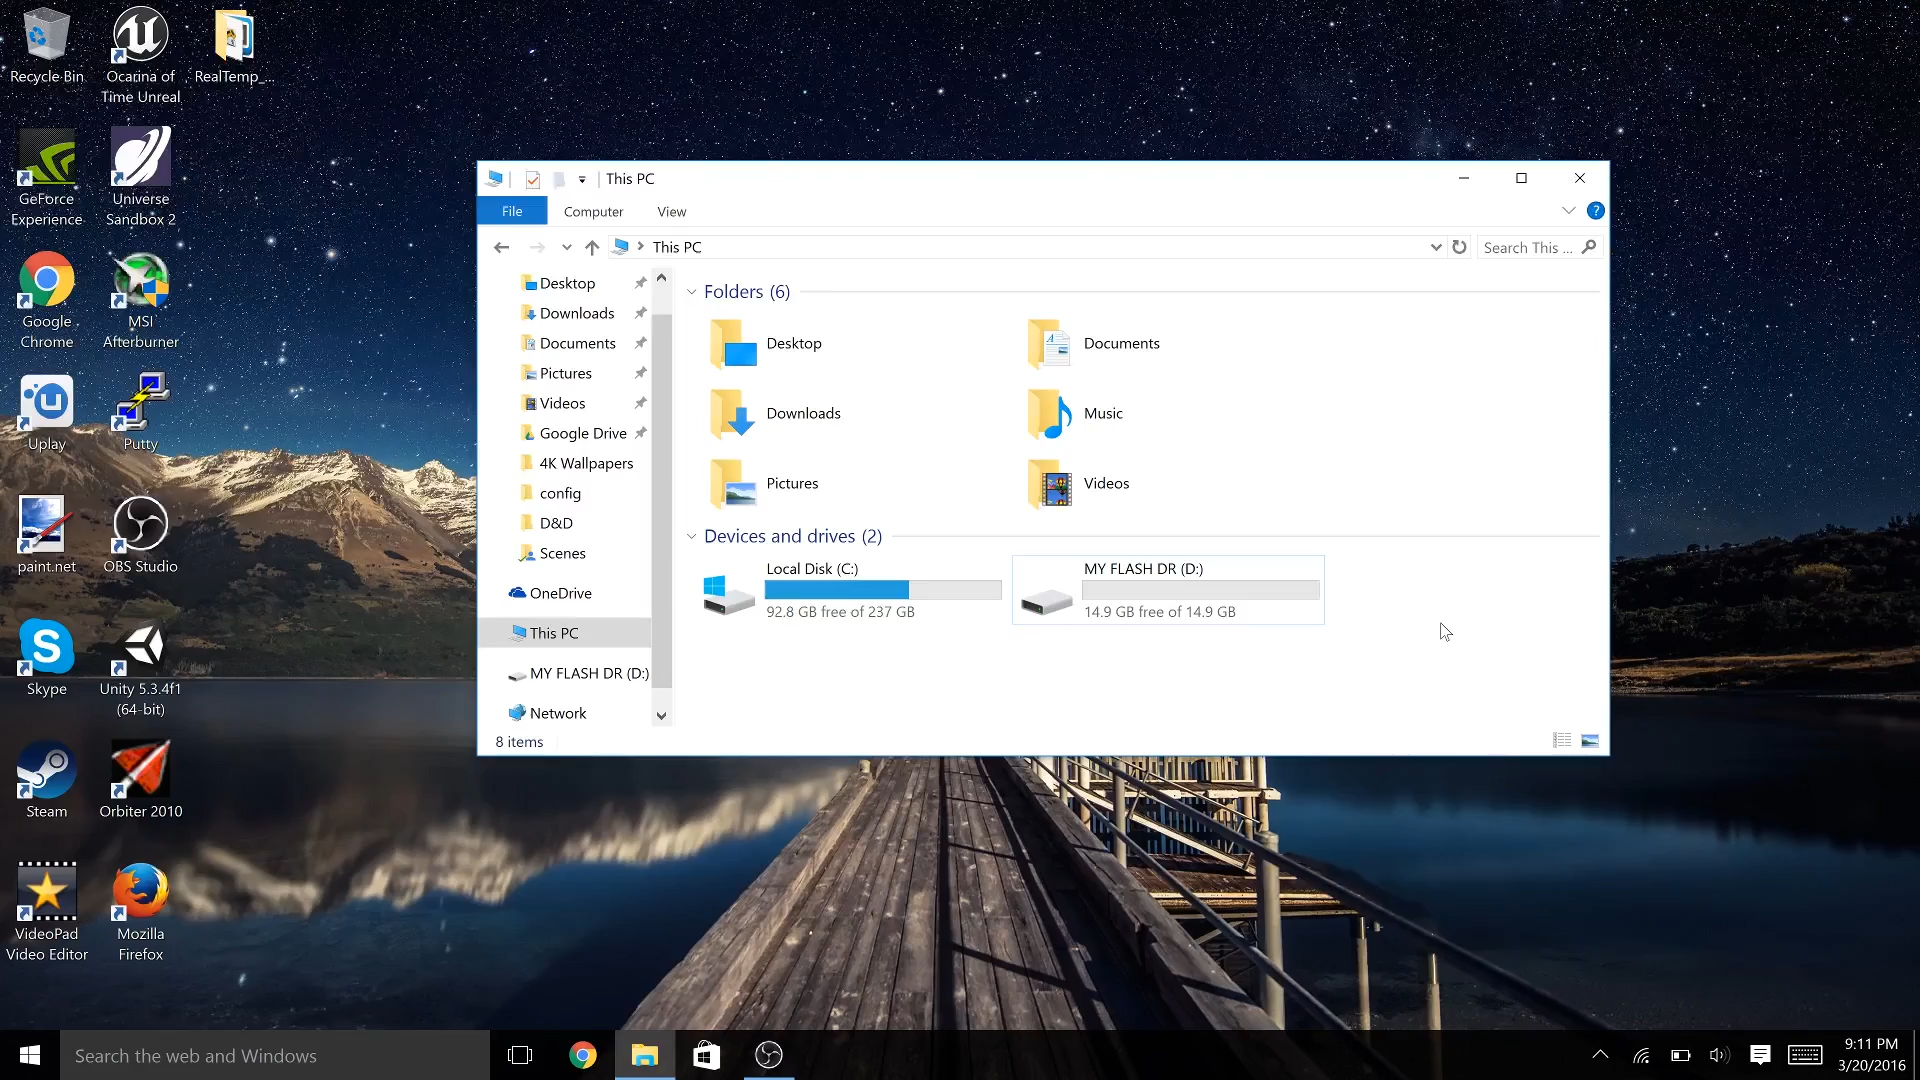 Recycle Bin
Ocarina of
Time Unreal
RealTemp_...
GeForce
Experience
Universe
Sandbox 2
Google
Chrome
MSI
Afterburner
Uplay
Putty
paint.net
OBS Studio
Skype
Unity 5.3.4f1
(64-bit)
Steam
Orbiter 2010
VideoPad
Video Editor
Mozilla
Firefox
This PC
File
Computer
View
?
This PC
Search This ...
Desktop
Downloads
Documents
Pictures
Videos
Google Drive
4K Wallpapers
config
D&D
Scenes
OneDrive
This PC
MY FLASH DR (D:)
Network
Folders (6)
Desktop
Documents
Downloads
Music
Pictures
Videos
Devices and drives (2)
Local Disk (C:)
92.8 GB free of 237 GB
MY FLASH DR (D:)
14.9 GB free of 14.9 GB
8 items
Search the web and Windows
9:11 PM
3/20/2016